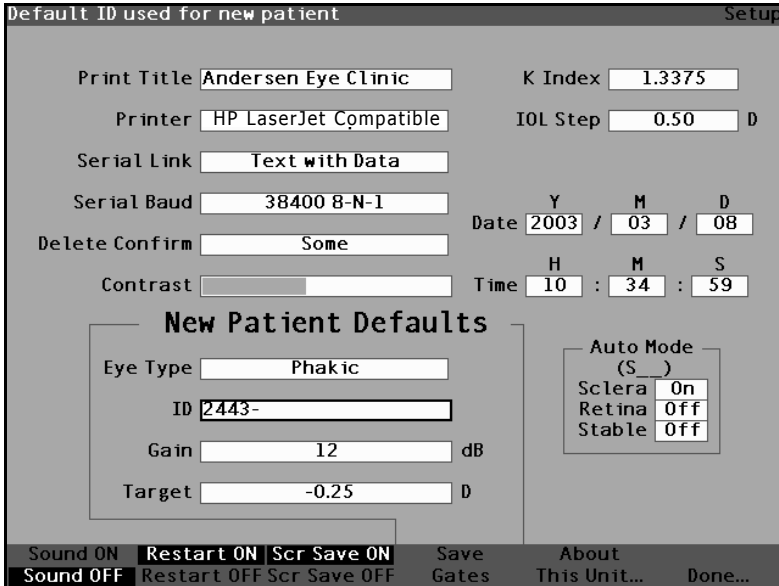 Default ID used for new patient Setup
Print Title Andersen Eye Clinic K Index 1.3375
Printer HP LaserJet Compatible IOL Step 0.50 D
Serial Link Text with Data
Serial Baud 38400 8-N-1 Y M D
Date 2003 / 03 / 08
Delete Confirm Some
H M S
Contrast Time 10 : 34 : 59
New Patient Defaults
Auto Mode
Eye Type Phakic (S__)
Sclera On
ID 2443- Retina Off
Stable Off
Gain 12 dB
Target -0.25 D
Sound ON Restart ON Scr Save ON Save About
Sound OFF Restart OFF Scr Save OFF Gates This Unit... Done...